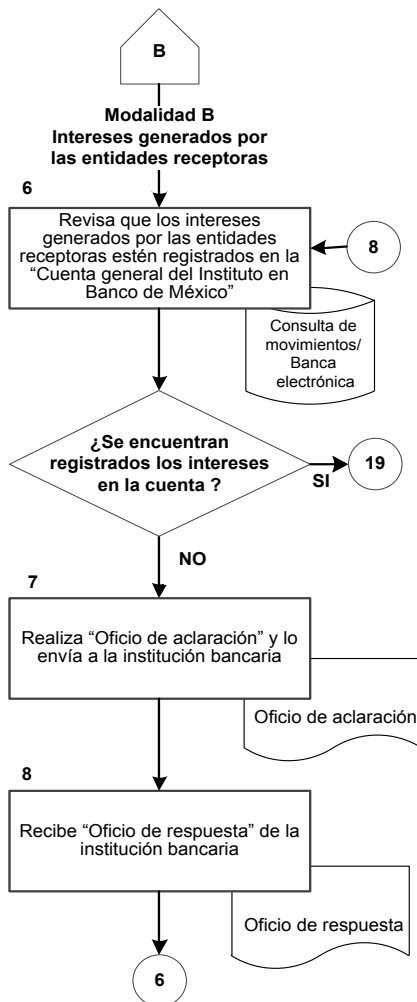 B
Modalidad B
Intereses generados por
las entidades receptoras
6
Revisa que los intereses
generados por las entidades
receptoras estén registrados en la
“Cuenta general del Instituto en
Banco de México”
8
Consulta de
movimientos/
Banca
electrónica
¿Se encuentran
registrados los intereses
en la cuenta ?
SI
19
NO
7
Realiza “Oficio de aclaración” y lo
envía a la institución bancaria
Oficio de aclaración
8
Recibe “Oficio de respuesta” de la
institución bancaria
Oficio de respuesta
6